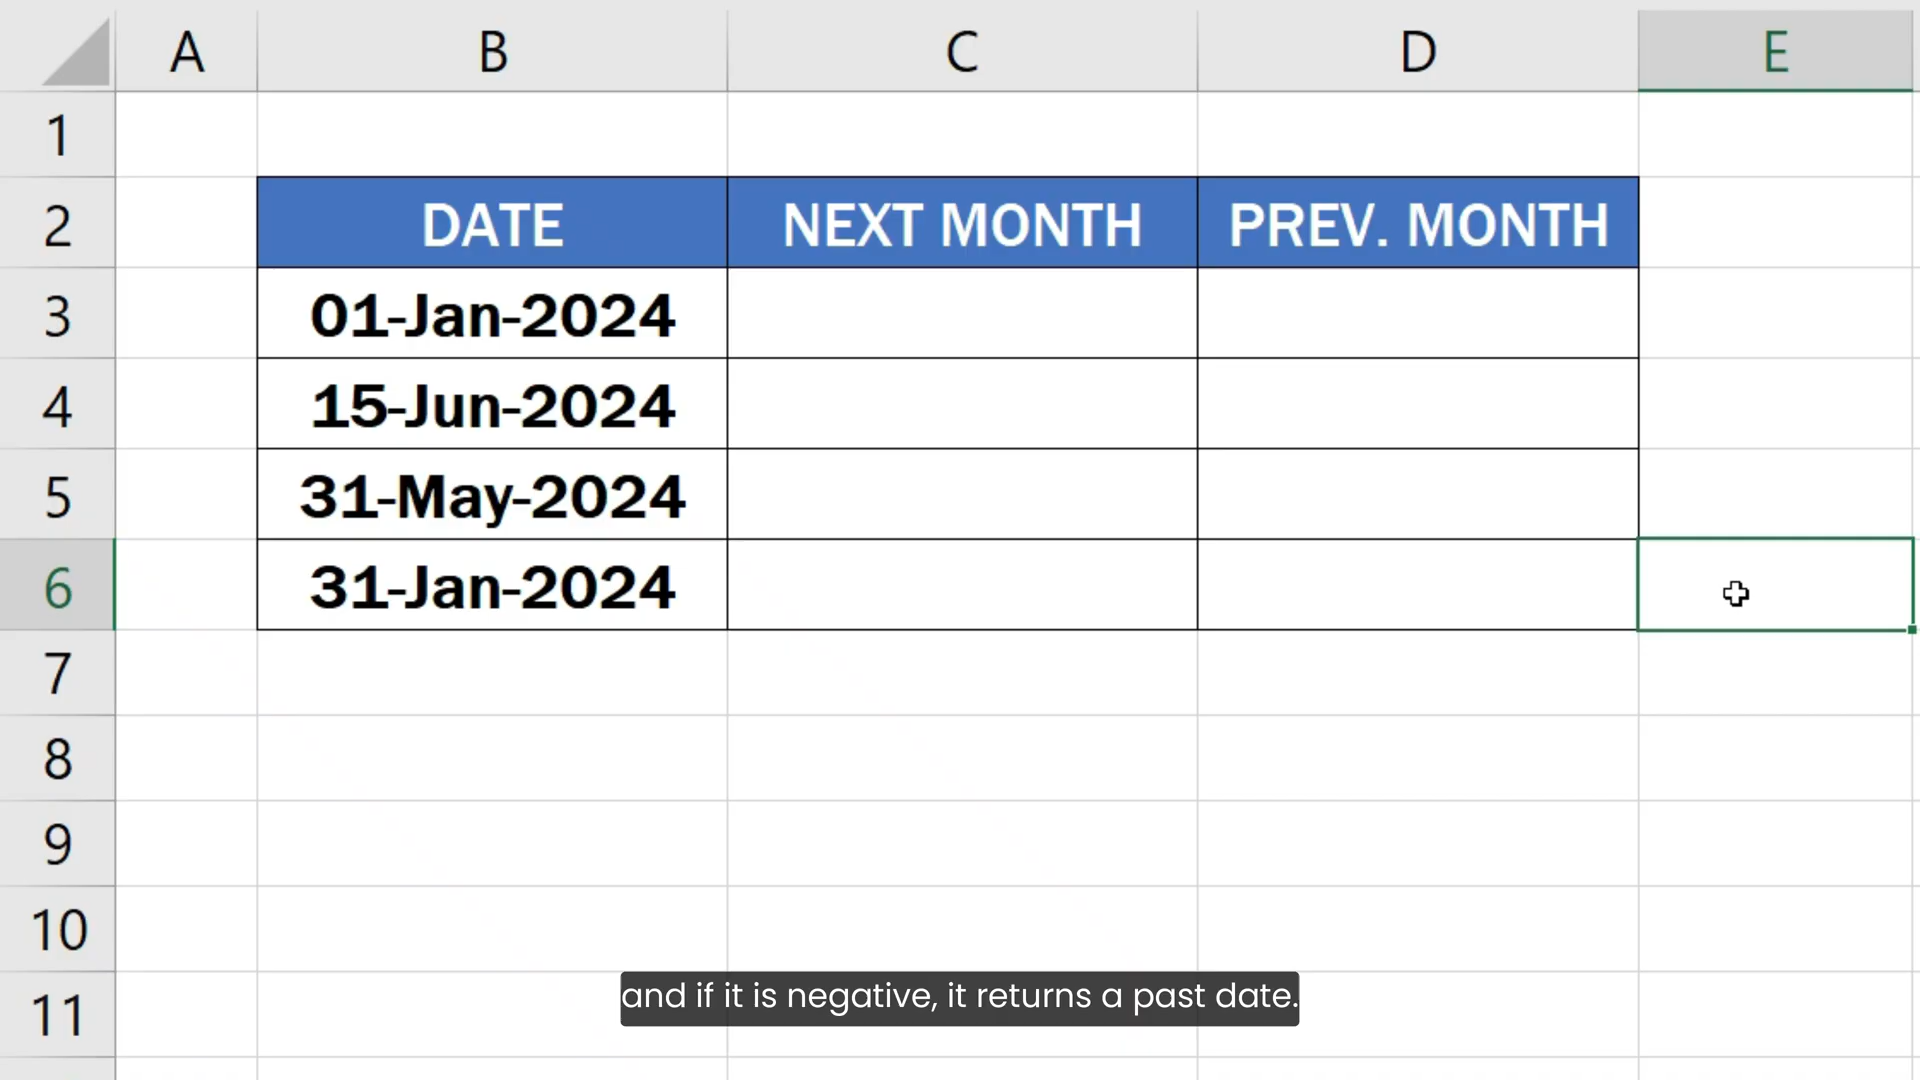 A B C D E
1
2 DATE NEXT MONTH PREV. MONTH
3 01-Jan-2024
4 15-Jun-2024
5 31-May-2024
6 31-Jan-2024
7
8
9
10
11
and if it is negative, it returns a past date.